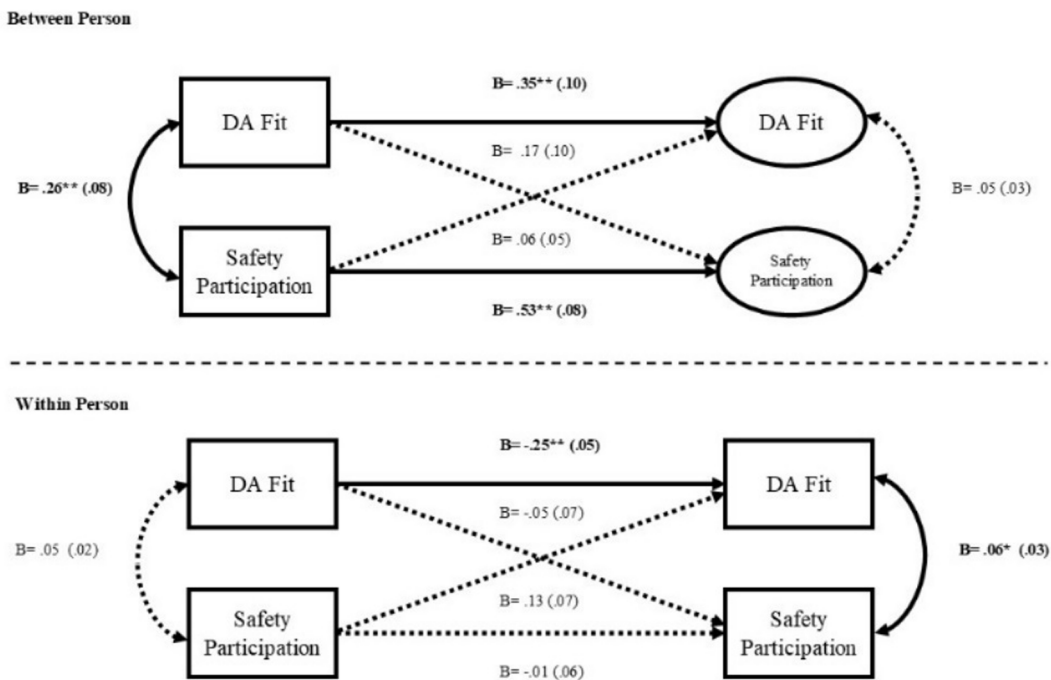 Between Person
B= .35** (.10)
DA Fit
DA Fit
B= .17 (.10)
B= .26** (.08)
B= .05 (.03)
B= .06 (.05)
Safety
Participation
Safety
Participation
B= .53** (.08)
Within Person
B= -.25** (.05)
DA Fit
DA Fit
B= -.05 (.07)
B= .05 (.02)
B= .06* (.03)
B= .13 (.07)
Safety
Participation
Safety
Participation
B= -.01 (.06)